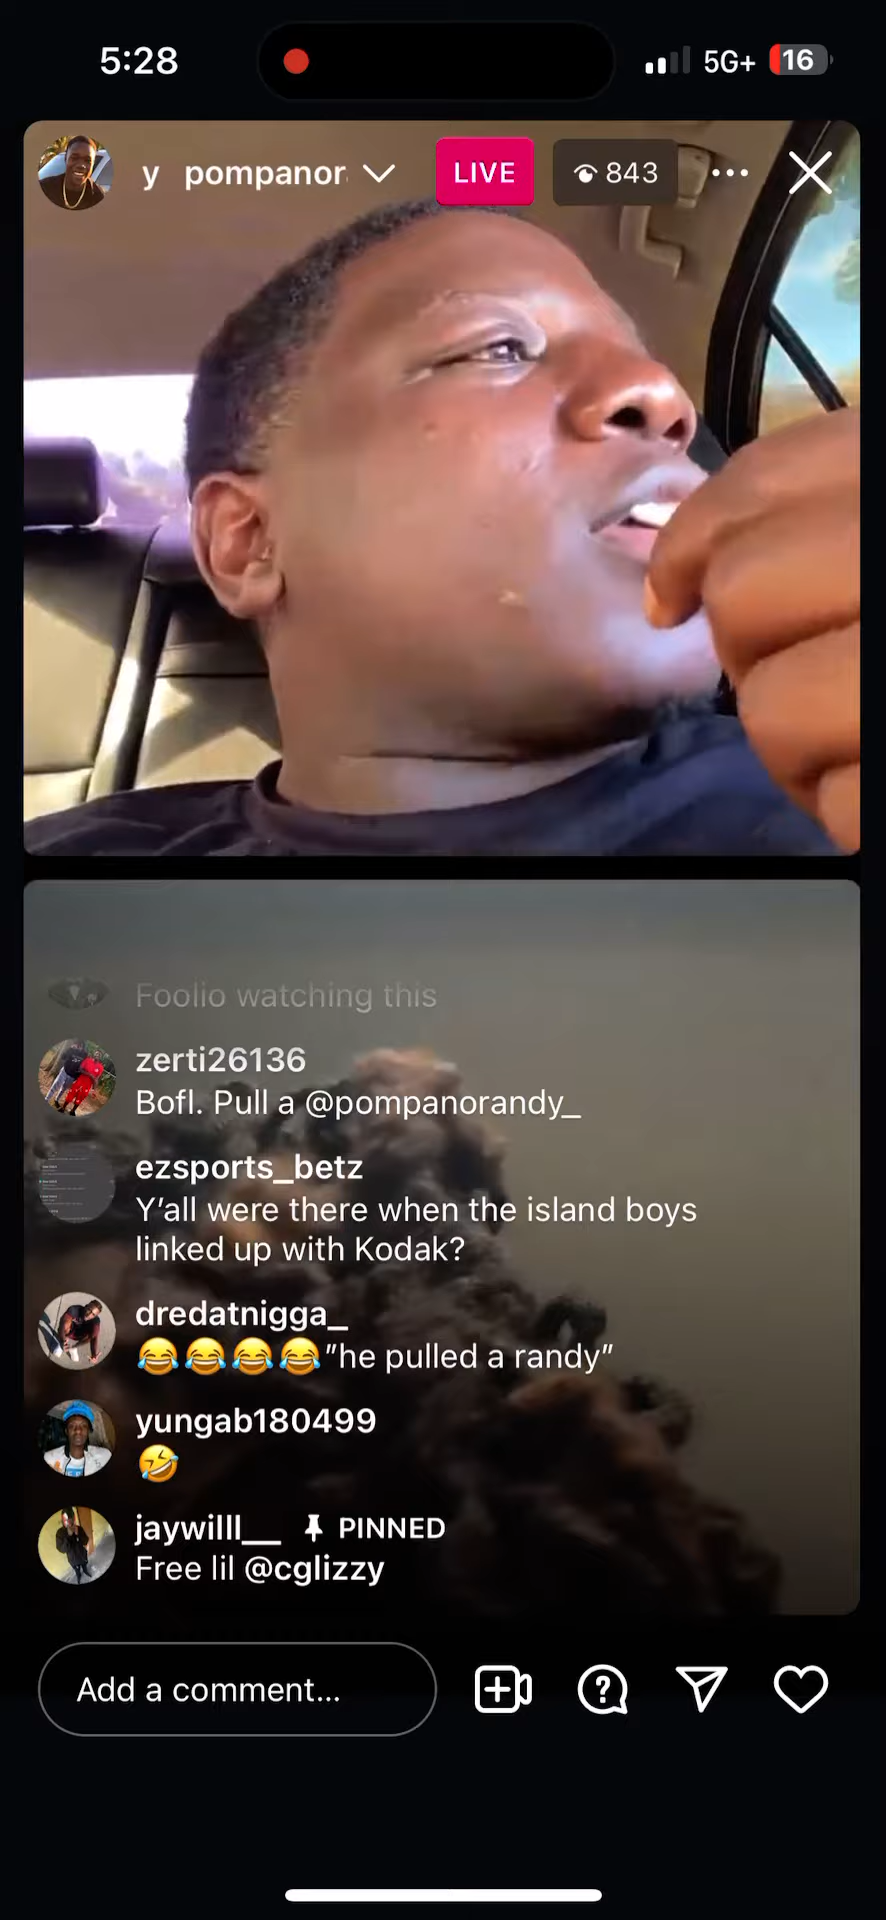 5:28
5G+
16
y pompanor
LIVE
843
Foolio watching this
zerti26136
Bofl. Pull a @pompanorandy_
ezsports_betz
Y’all were there when the island boys
linked up with Kodak?
dredatnigga_
😂😂😂😂”he pulled a randy”
yungab180499
🤣
jaywilll__ PINNED
Free lil @cglizzy
Add a comment...